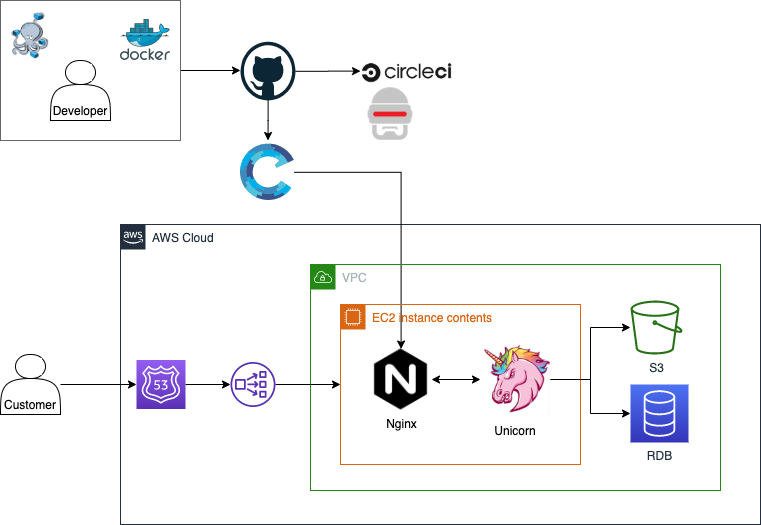 docker
Developer
circleci
aws
AWS Cloud
VPC
EC2 instance contents
53
Customer
N
Nginx
Unicorn
S3
RDB